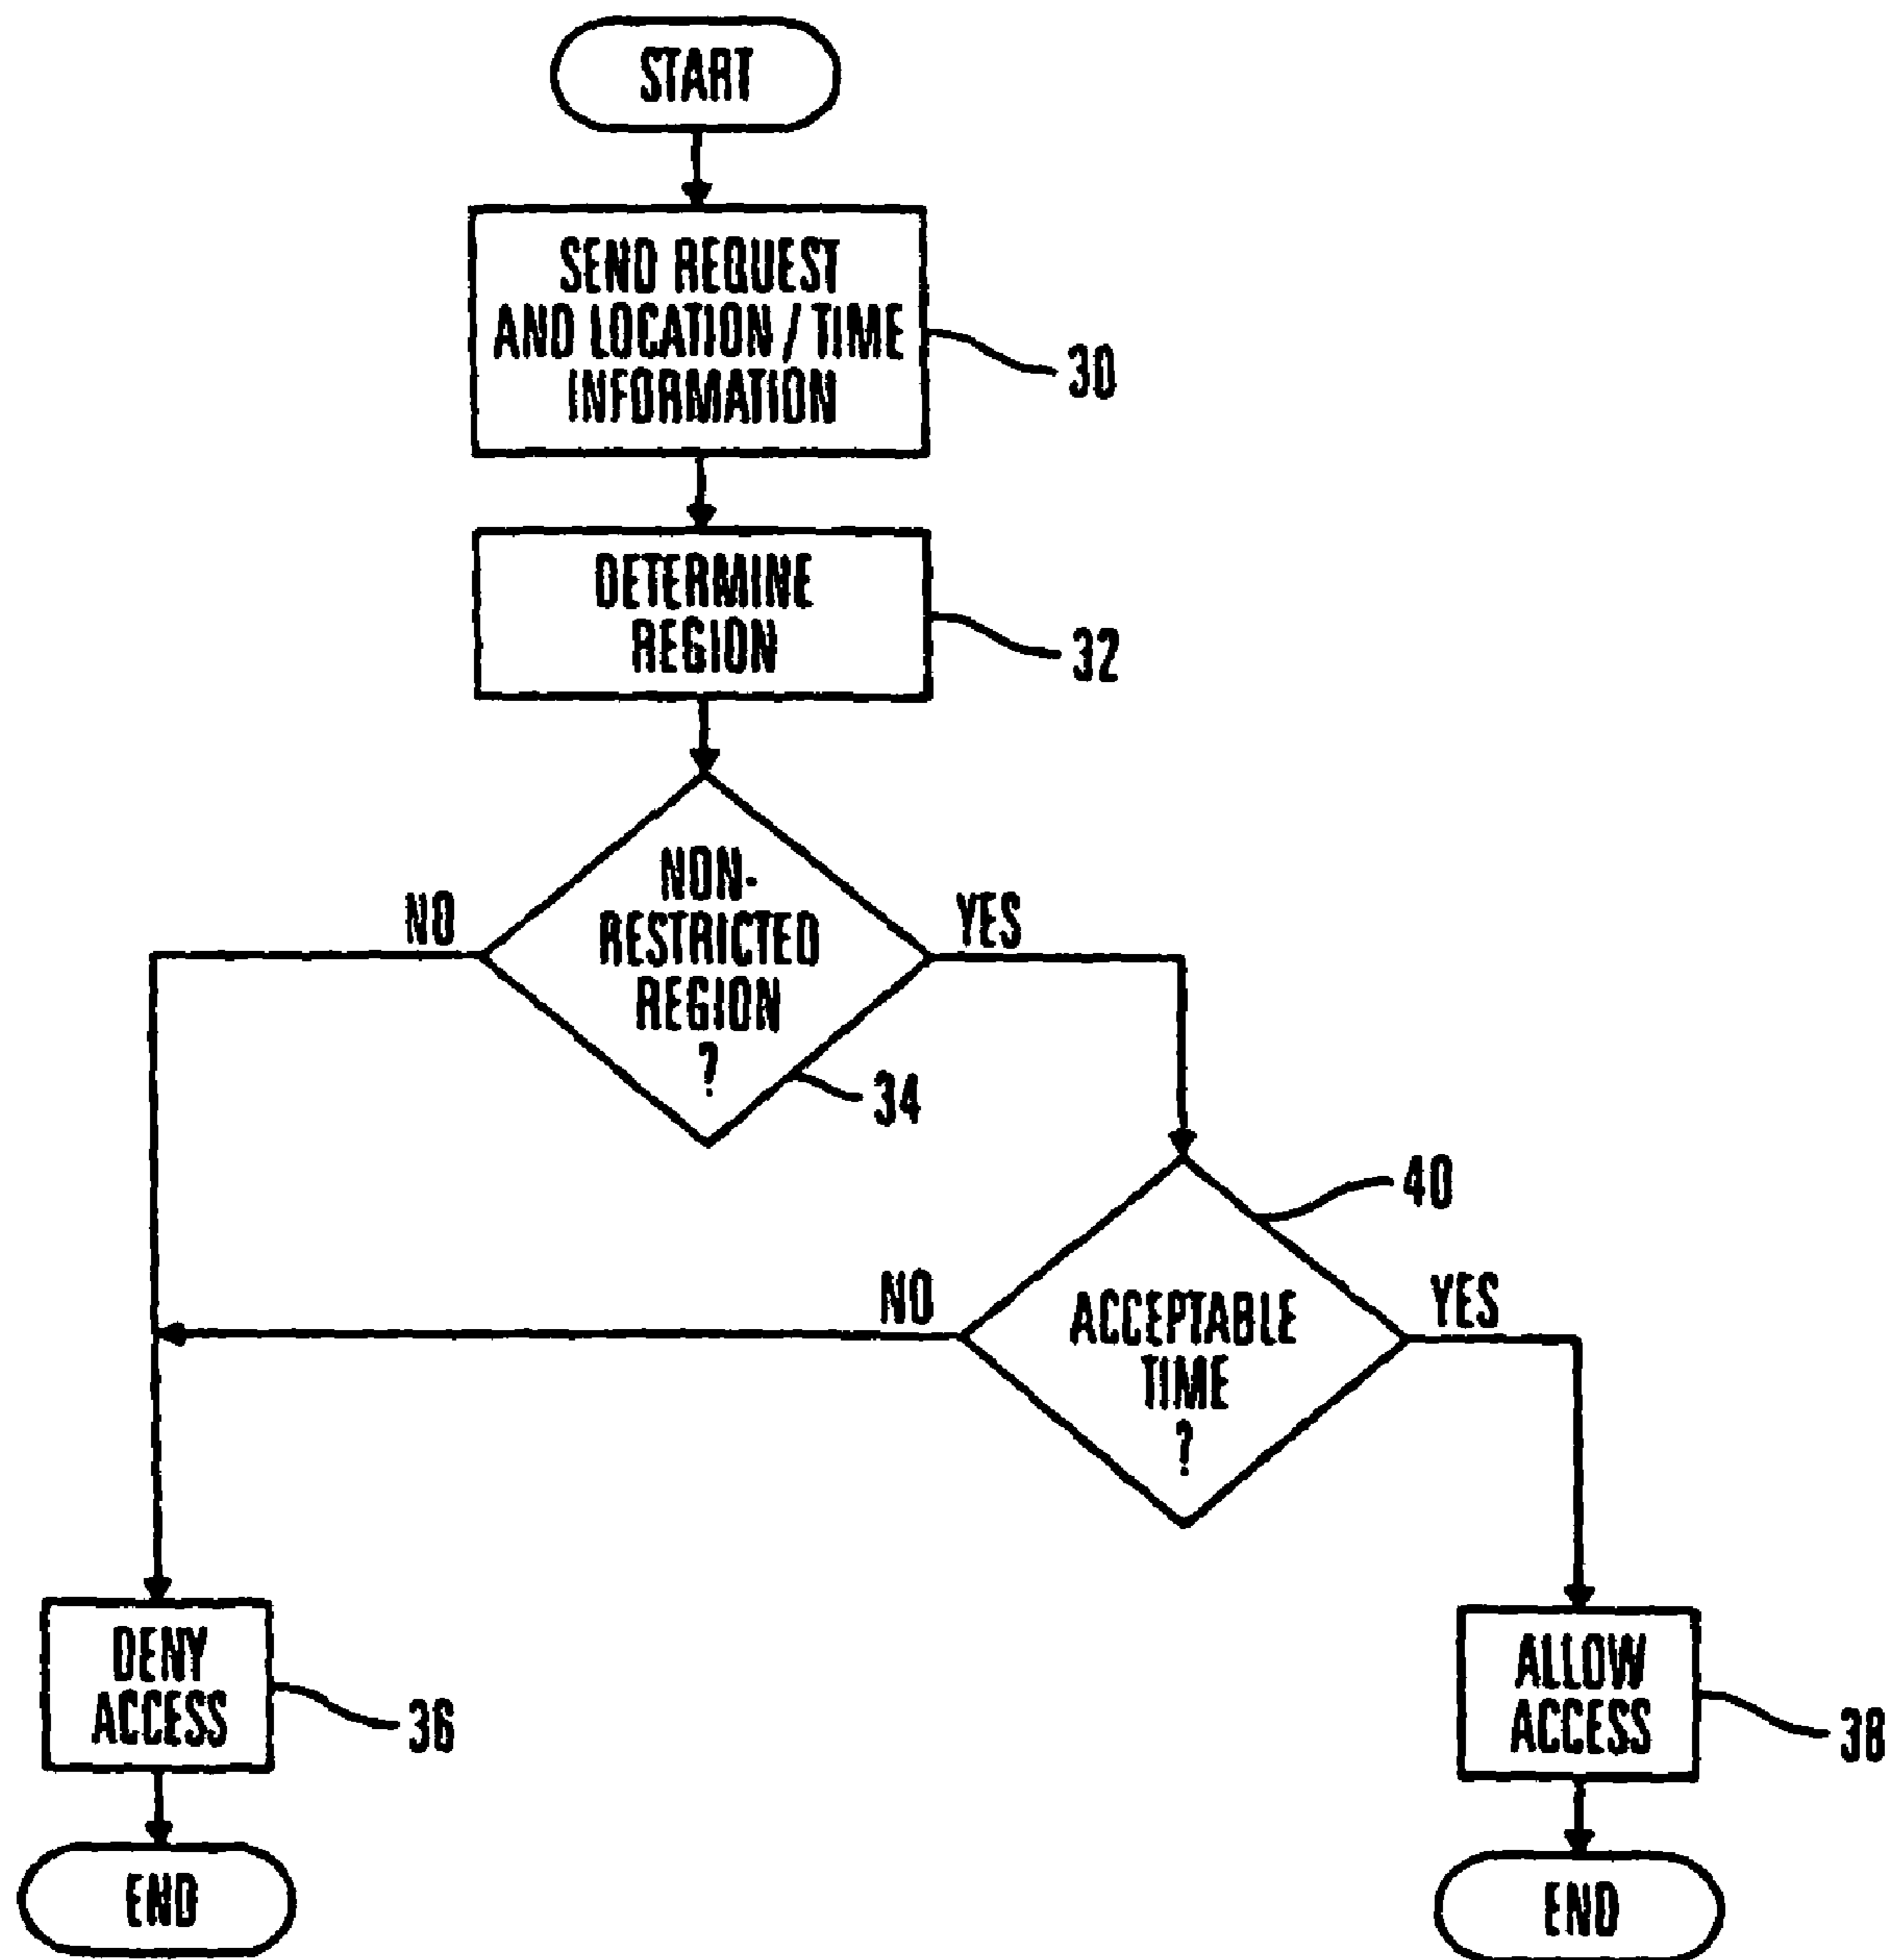 START
SEND REQUEST
AND LOCATION / TIME
INFORMATION
30
DETERMINE
REGION
32
NON-
RESTRICTED
REGION
?
NO
YES
34
40
ACCEPTABLE
TIME
?
NO
YES
DENY
ACCESS
36
ALLOW
ACCESS
38
END
END